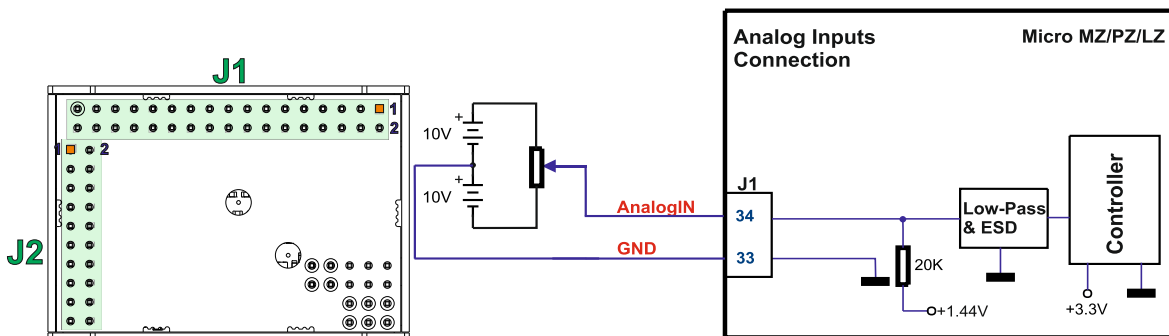 J1
1
2
1 2
J2
+
10V
+
10V
AnalogIN
GND
Analog Inputs
Connection
Micro MZ/PZ/LZ
J1
34
33
20K
+1.44V
Low-Pass
& ESD
Controller
+3.3V